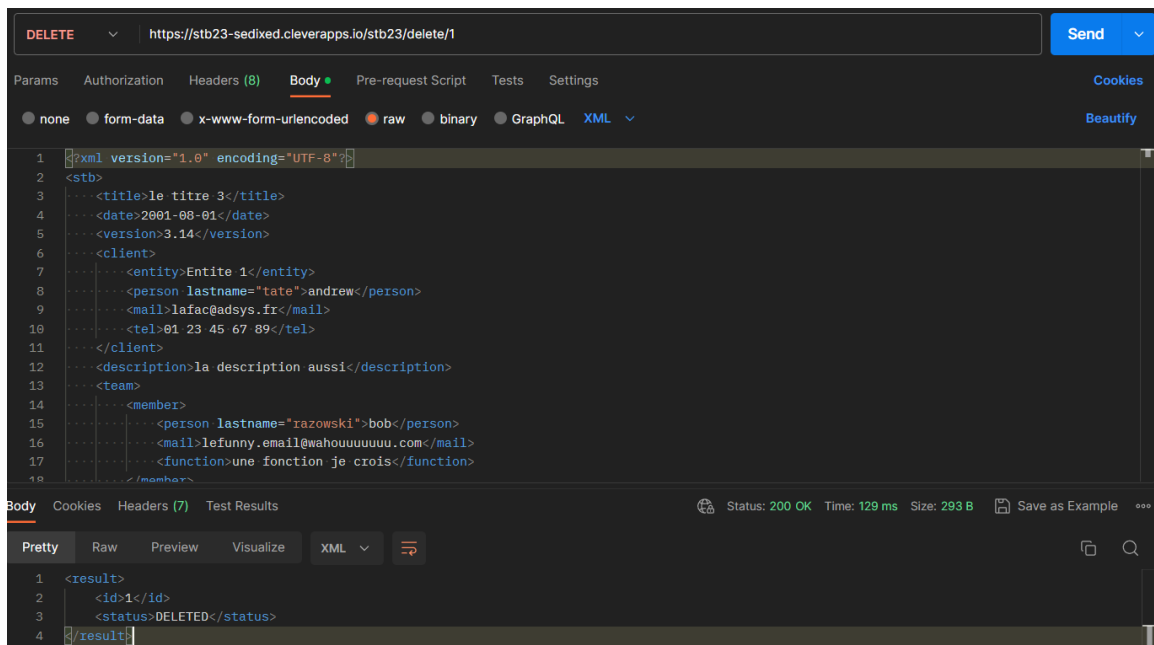 DELETE https://stb23-sedixed.cleverapps.io/stb23/delete/1 Send
Params Authorization Headers (8) Body Pre-request Script Tests Settings Cookies
none form-data x-www-form-urlencoded raw binary GraphQL XML Beautify
1 <?xml version="1.0" encoding="UTF-8"?>
2 <stb>
3 <title>le titre 3</title>
4 <date>2001-08-01</date>
5 <version>3.14</version>
6 <client>
7 <entity>Entite 1</entity>
8 <person lastname="tate">andrew</person>
9 <mail>lafac@adsys.fr</mail>
10 <tel>01 23 45 67 89</tel>
11 </client>
12 <description>la description aussi</description>
13 <team>
14 <member>
15 <person lastname="razowski">bob</person>
16 <mail>lefunny.email@wahouuuuuuu.com</mail>
17 <function>une fonction je crois</function>
18 </member>
Body Cookies Headers (7) Test Results Status: 200 OK Time: 129 ms Size: 293 B Save as Example
Pretty Raw Preview Visualize XML
1 <result>
2 <id>1</id>
3 <status>DELETED</status>
4 </result>